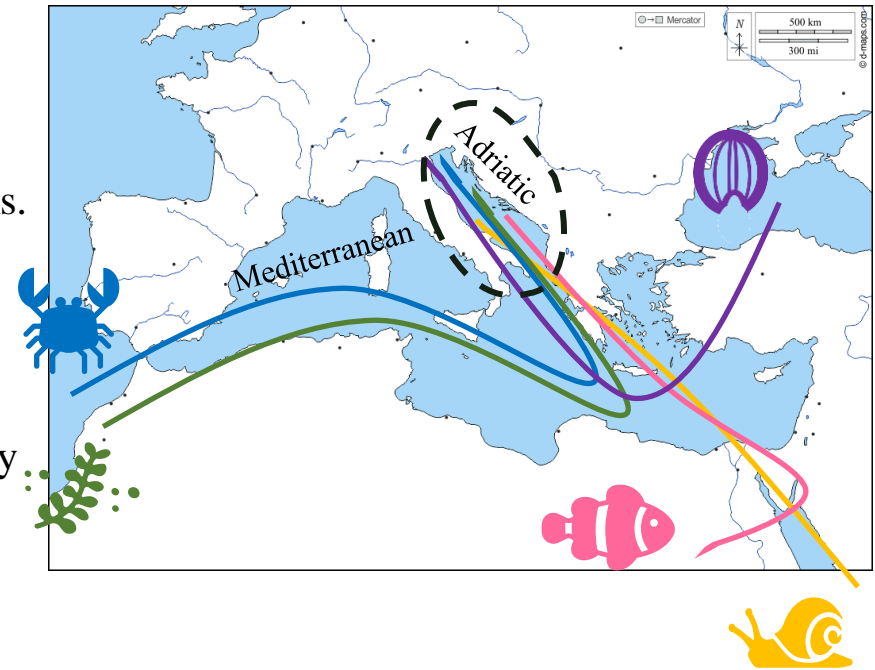 Mercator
N
500 km
300 mi
© d-maps.com
Adriatic
s.
Mediterranean
y